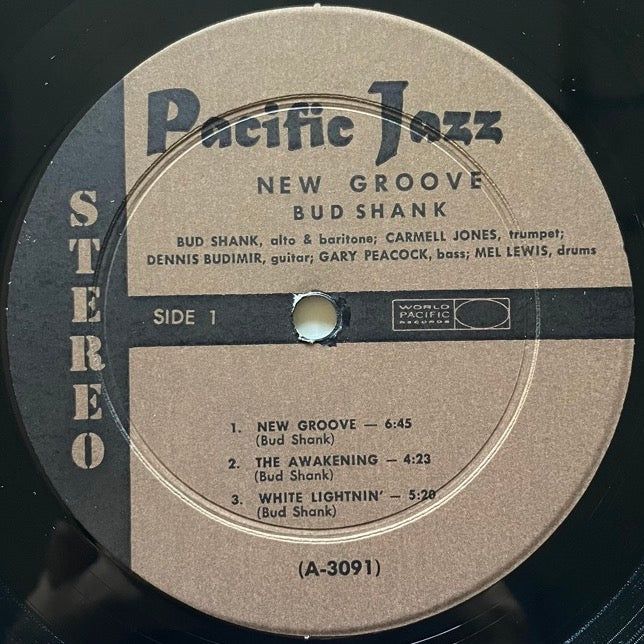 Pacific Jazz
NEW GROOVE
BUD SHANK
BUD SHANK, alto & baritone; CARMELL JONES, trumpet;
DENNIS BUDIMIR, guitar; GARY PEACOCK, bass; MEL LEWIS, drums
STEREO
SIDE 1
WORLD
PACIFIC
RECORDS
1. NEW GROOVE — 6:45
(Bud Shank)
2. THE AWAKENING — 4:23
(Bud Shank)
3. WHITE LIGHTNIN' — 5:20
(Bud Shank)
(A-3091)